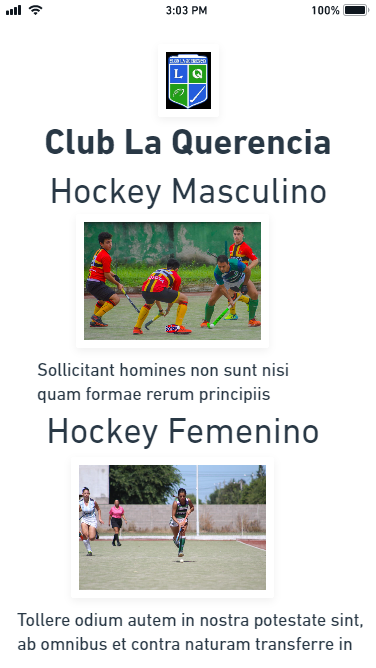 3:03 PM
100%
L Q
Club La Querencia
Hockey Masculino
Sollicitant homines non sunt nisi
quam formae rerum principiis
Hockey Femenino
Tollere odium autem in nostra potestate sint,
ab omnibus et contra naturam transferre in